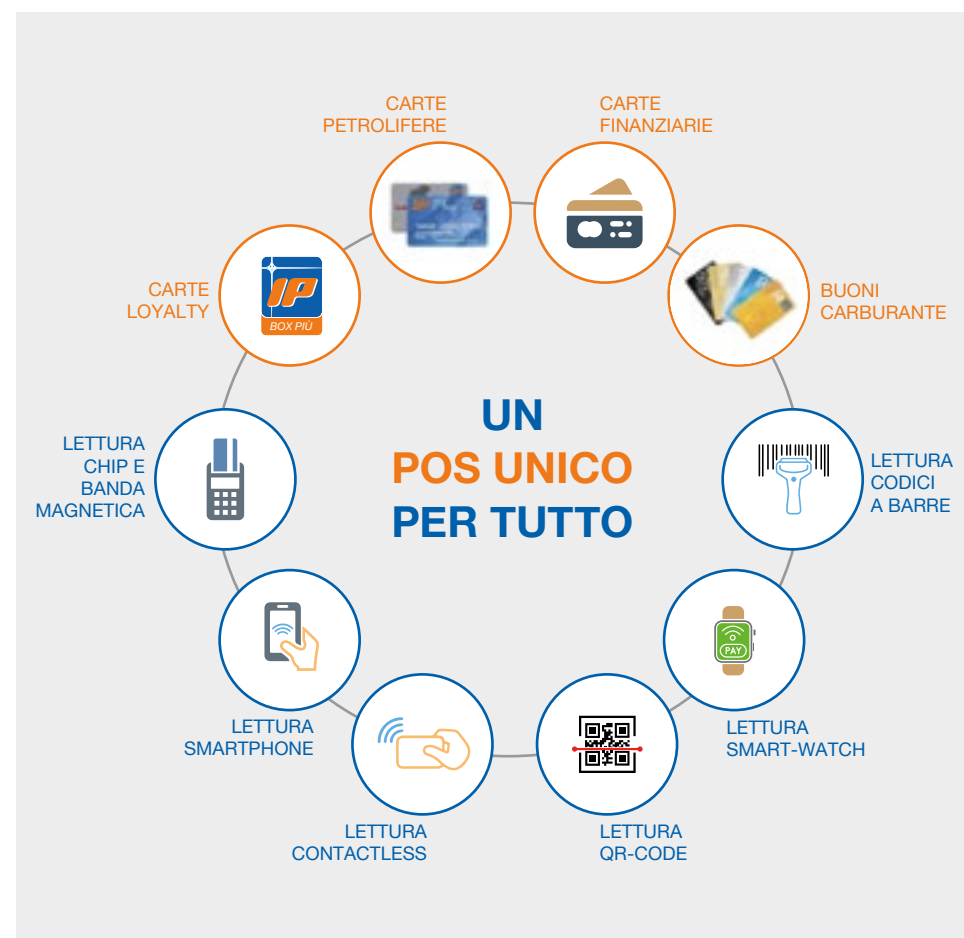 CARTE
PETROLIFERE
CARTE
FINANZIARIE
CARTE
LOYALTY
IP
BOX PIÙ
BUONI
CARBURANTE
UN
POS UNICO
PER TUTTO
LETTURA
CHIP E
BANDA
MAGNETICA
LETTURA
CODICI
A BARRE
PAY
LETTURA
SMARTPHONE
LETTURA
SMART-WATCH
LETTURA
CONTACTLESS
LETTURA
QR-CODE